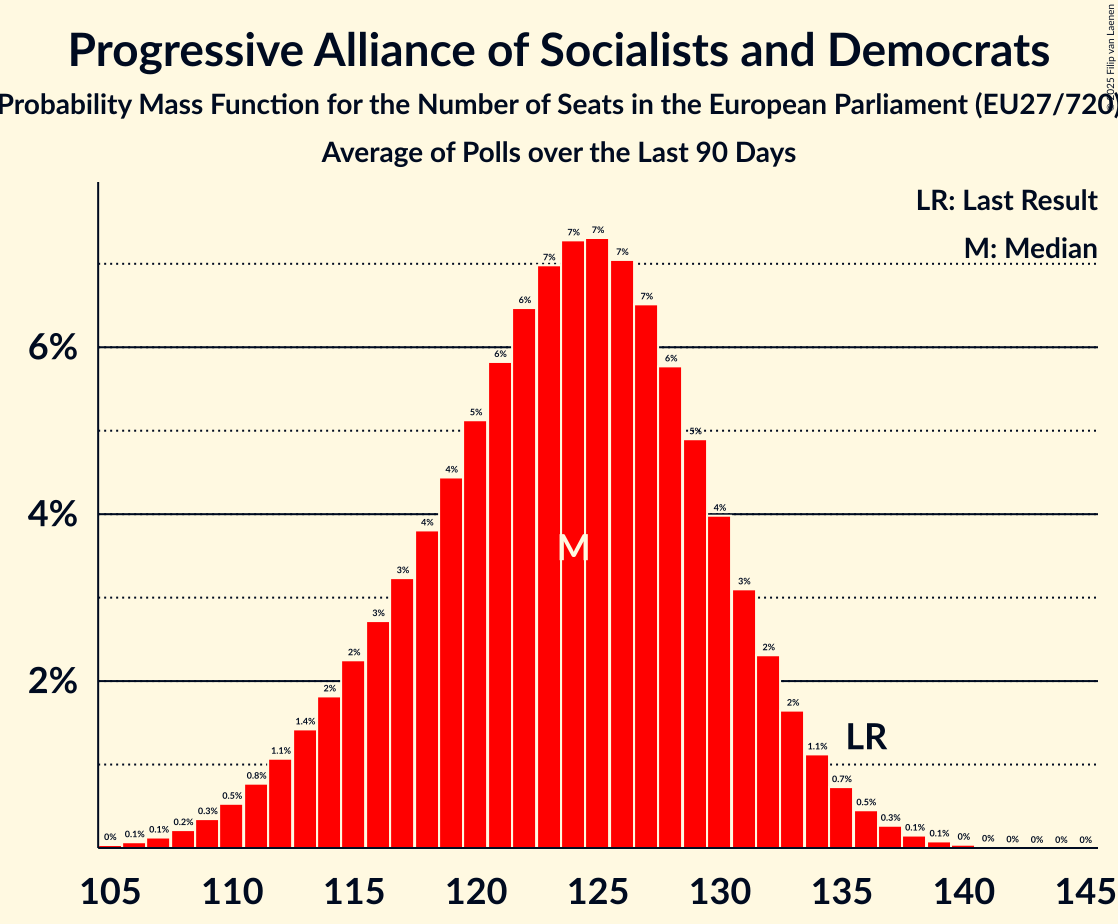 Progressive Alliance of Socialists and Democrats
Probability Mass Function for the Number of Seats in the European Parliament (EU27/720)
Average of Polls over the Last 90 Days
© 2025 Filip van Laenen
LR: Last Result
M: Median
6%
4%
2%
0% 0.1% 0.1% 0.2% 0.3% 0.5% 0.8% 1.1% 1.4% 2% 2% 3% 3% 4% 4% 5% 6% 6% 7% 7% 7% 7% 7% 6% 5% 4% 3% 2% 2% 1.1% 0.7% 0.5% 0.3% 0.1% 0.1% 0% 0% 0% 0% 0% 0%
M
LR
105 110 115 120 125 130 135 140 145